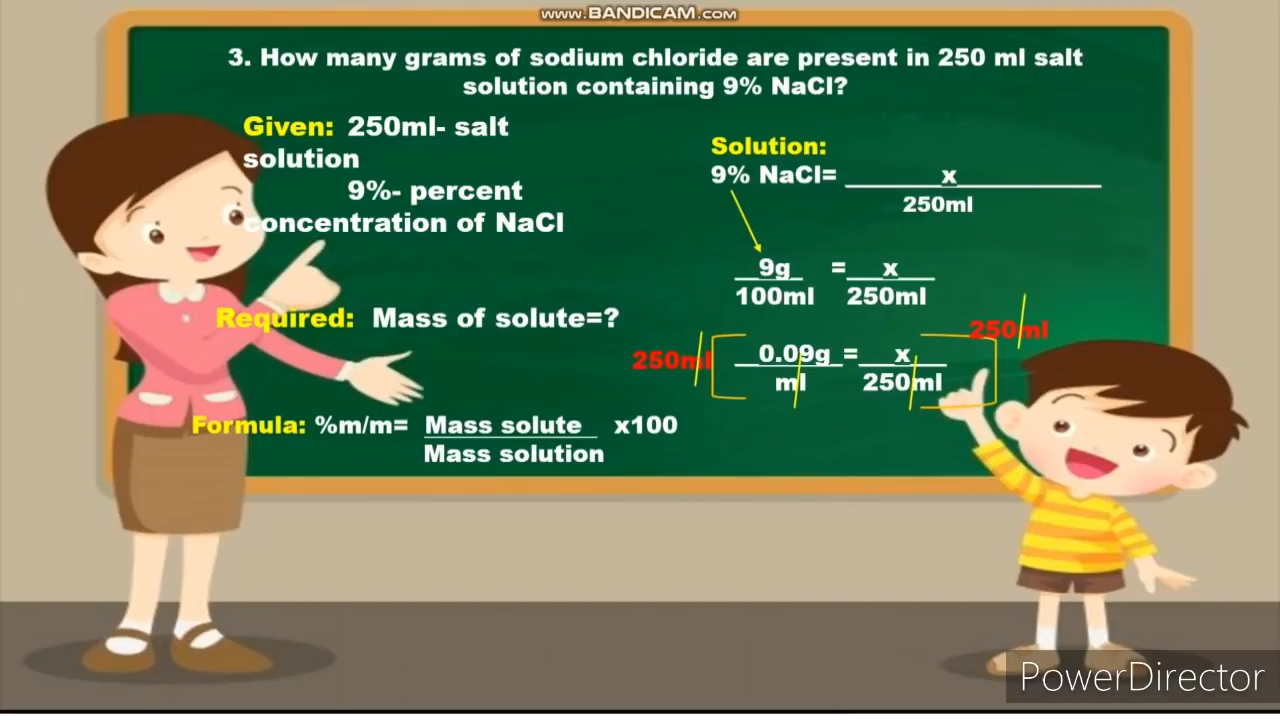 www.BANDICAM.com
3. How many grams of sodium chloride are present in 250 ml salt
solution containing 9% NaCl?
Given: 250ml- salt
solution
9%- percent
concentration of NaCl
Required: Mass of solute=?
Formula: %m/m= Mass solute x100
Mass solution
Solution:
9% NaCl= x
250ml
9g = x
100ml 250ml
250ml
250ml 0.09g = x
ml 250ml
PowerDirector